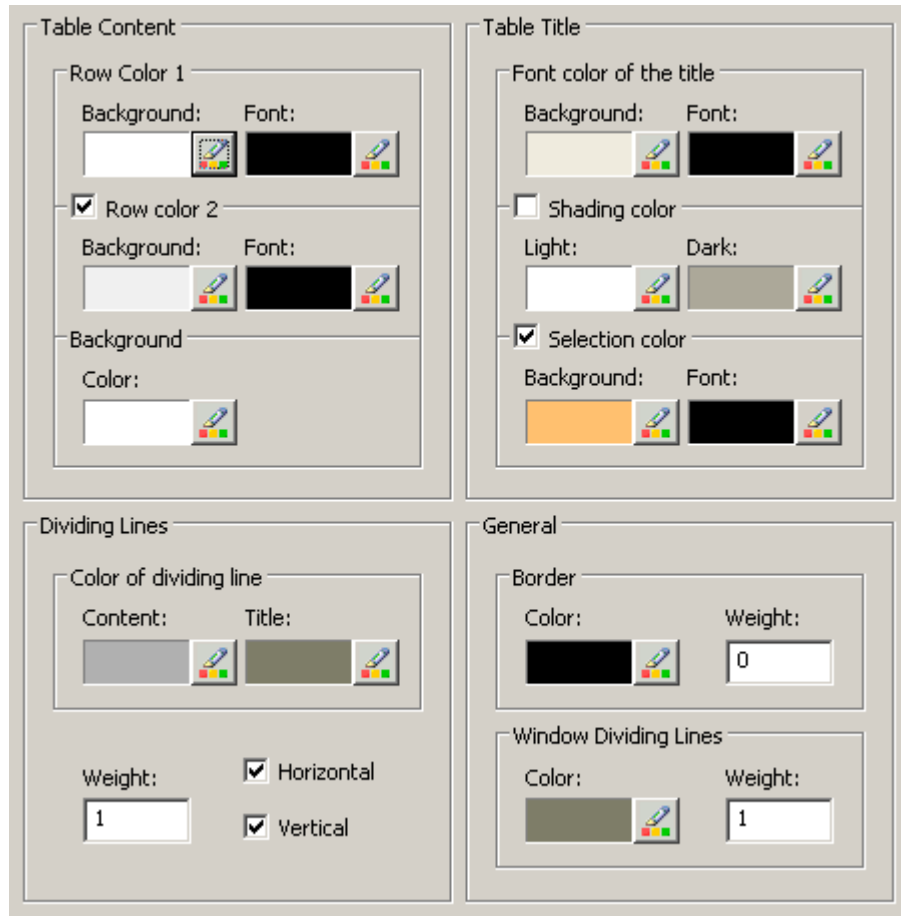 Table Content
Row Color 1
Background: Font:
Row color 2
Background: Font:
Background
Color:
Table Title
Font color of the title
Background: Font:
Shading color
Light: Dark:
Selection color
Background: Font:
Dividing Lines
Color of dividing line
Content: Title:
Weight:
1
Horizontal
Vertical
General
Border
Color: Weight:
0
Window Dividing Lines
Color: Weight:
1